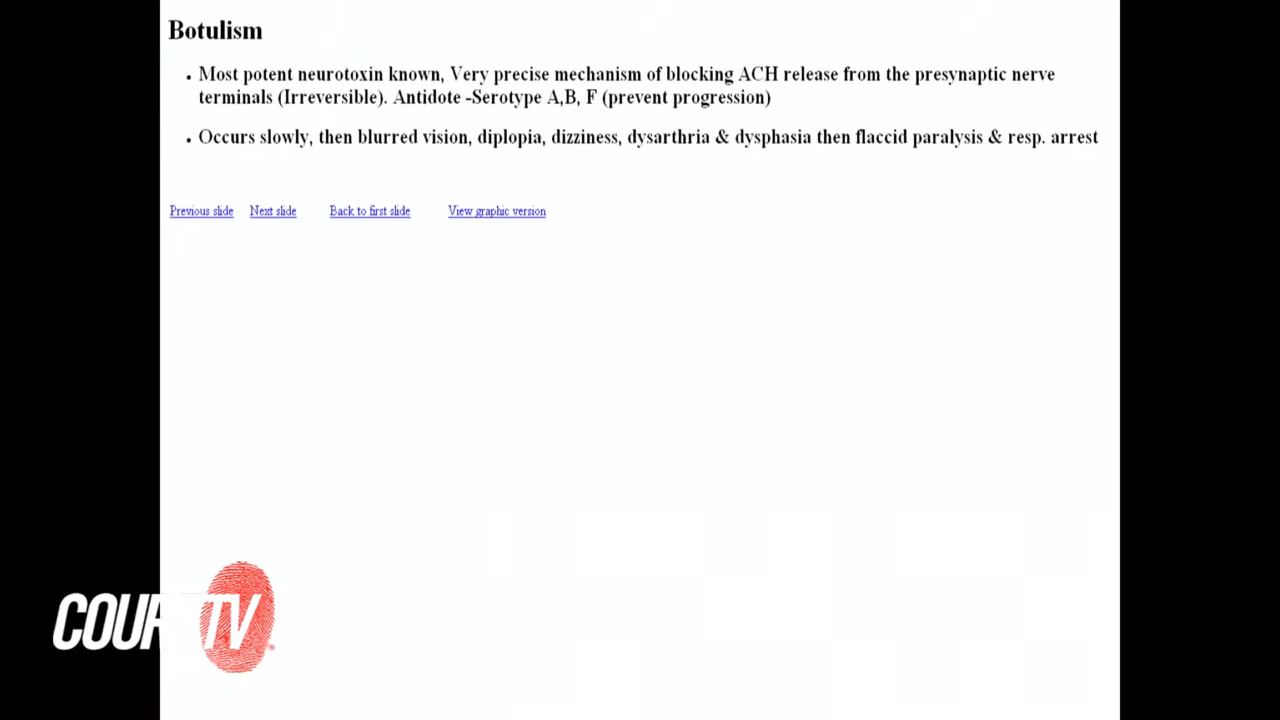 Botulism
• Most potent neurotoxin known, Very precise mechanism of blocking ACH release from the presynaptic nerve
terminals (Irreversible). Antidote -Serotype A,B, F (prevent progression)
• Occurs slowly, then blurred vision, diplopia, dizziness, dysarthria & dysphasia then flaccid paralysis & resp. arrest
Previous slide Next slide Back to first slide View graphic version
COURT TV